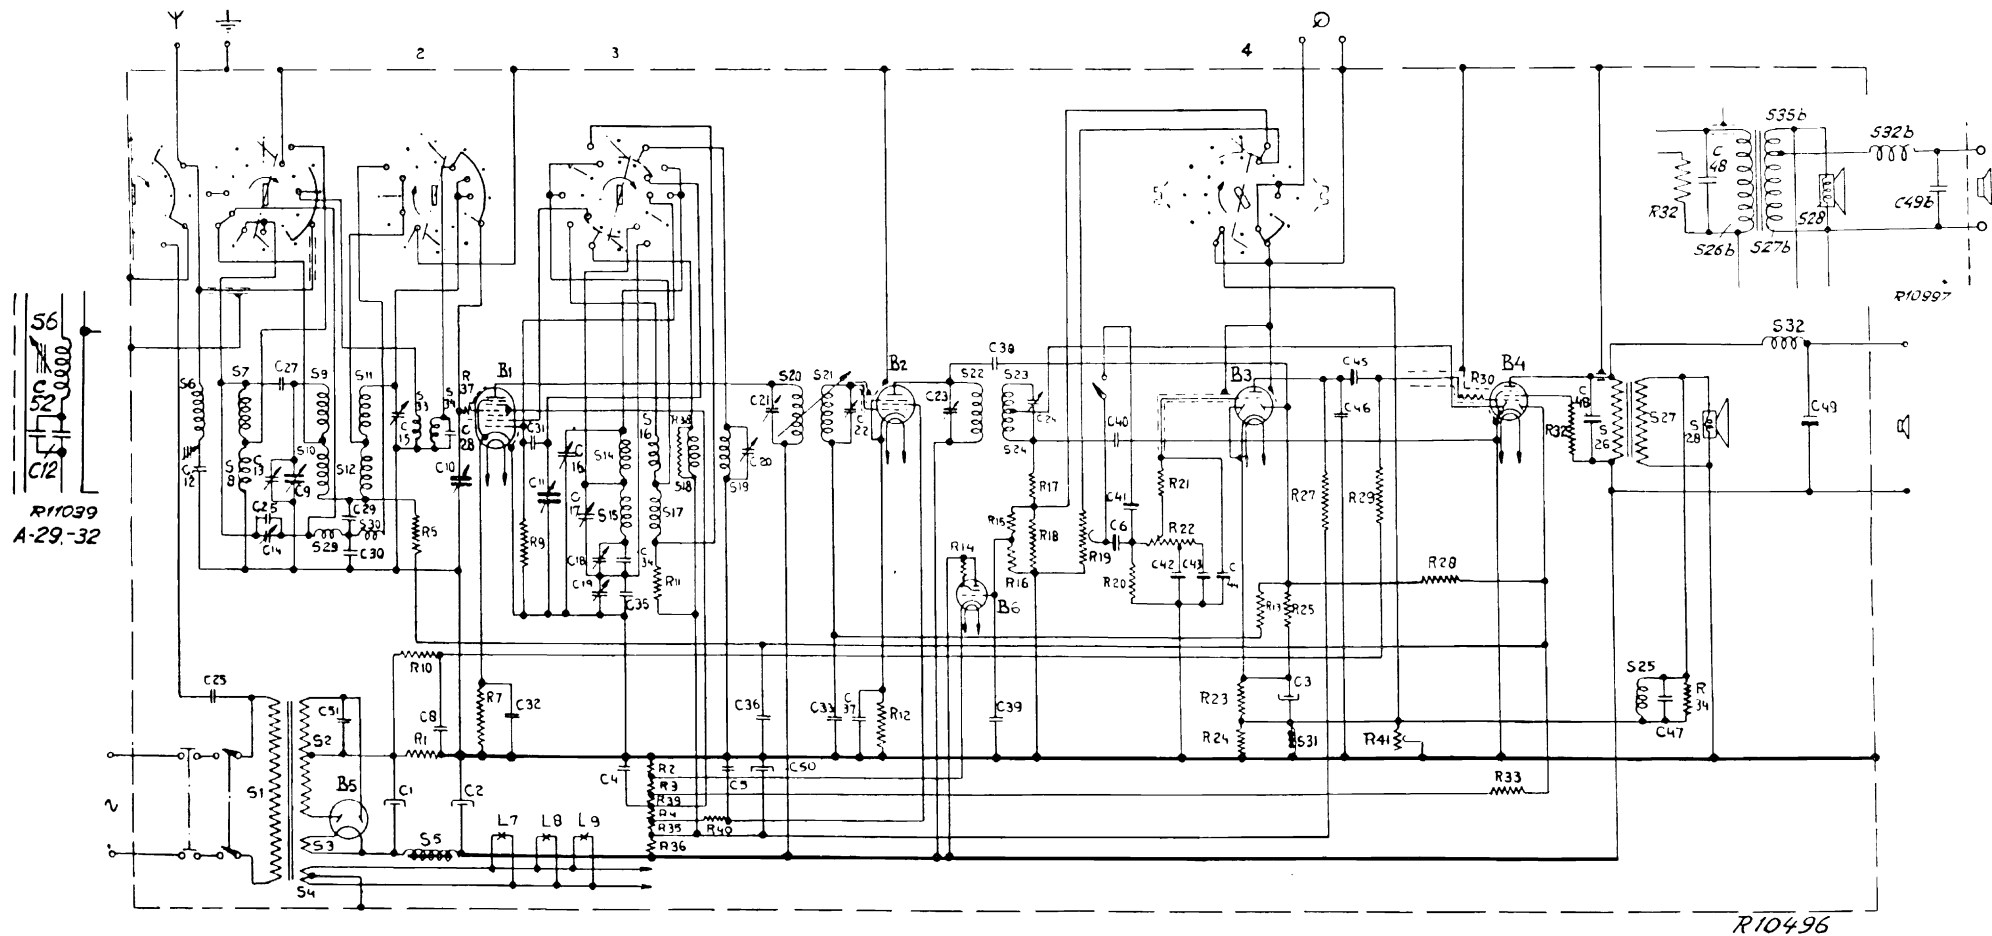 2 3 4
S35b
S32b
C 48
R32
S28
C49b
S26b S27b
R10997
S6
C 52
C12
R11039
A-29,-32
S6 S7 C27 S9 S11 S33 S34 R 37 B1 S20 S21 B2 C38 S22 S23 B3 C45 R30 B4 S32
C 15 C 28 C31 S 16 R38 C21 C 22 C23 C24 C46 C 48 S27 S 28 C49
C 12 S 8 C 13 S10 C9 S12 C10 C11 C 16 S14 S18 S19 C20 S24 C40 R32 S 26
C25 C29 S30 C 17 S15 S17 R17 C41 R21 R27 R29
C14 S29 C30 R5 R9 C18 C 34 R15 R18 C6 R22
C19 R11 R14 R16 R19 C42 C43 C 44 R28
C35 B6 R20 R13 R25
R10
C25 R7 C32 C36 C33 C 37 R12 C39 R23 C3 S25 R 34
C51 C8
S2 R1 R24 S31 R41 C47
S1 B5 C1 C2 C4 R2 C5 C50
R3 R33
R39
R4
S3 S5 L7 L8 L9 R35 R40
R36
S4
R10496